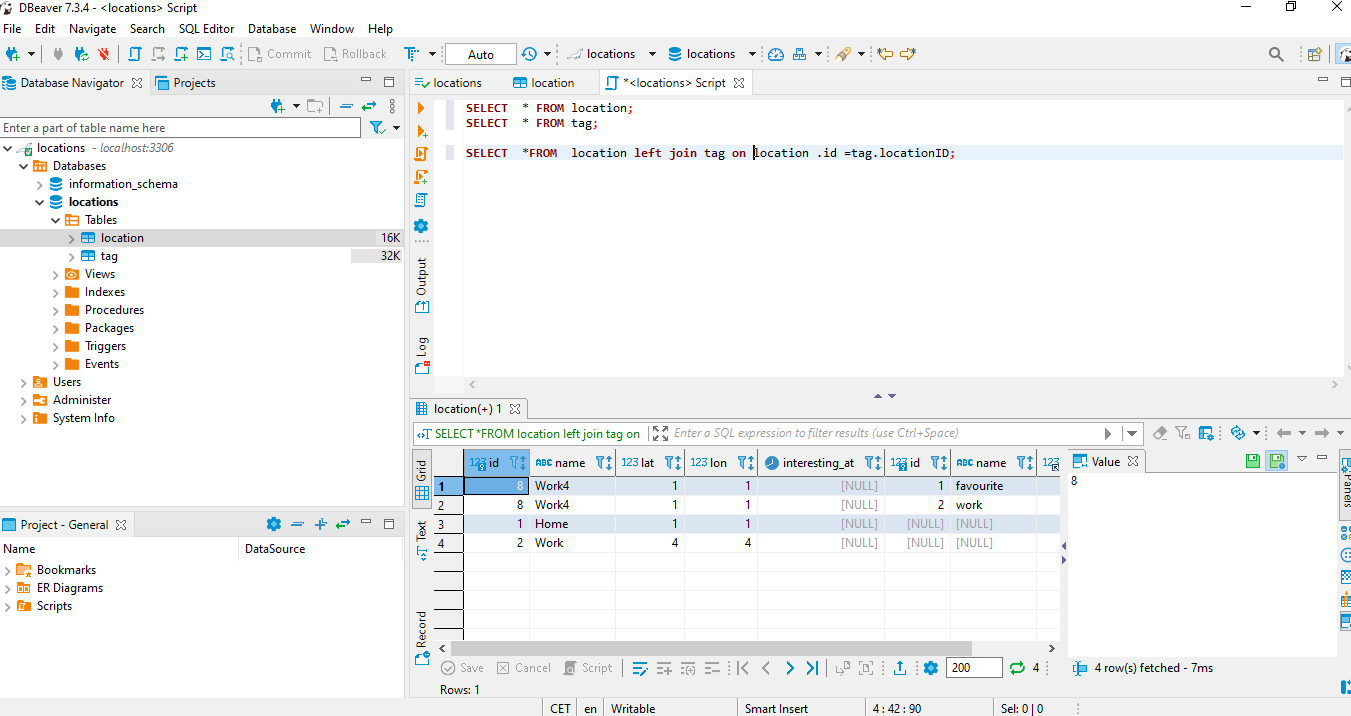 DBeaver 7.3.4 - <locations> Script
File Edit Navigate Search SQL Editor Database Window Help
Commit Rollback Auto locations locations
Database Navigator Projects
Enter a part of table name here
locations - localhost:3306
Databases
information_schema
locations
Tables
location 16K
tag 32K
Views
Indexes
Procedures
Packages
Triggers
Events
Users
Administer
System Info
Project - General
Name DataSource
Bookmarks
ER Diagrams
Scripts
locations location *<locations> Script
SELECT * FROM location;
SELECT * FROM tag;
SELECT *FROM location left join tag on location .id =tag.locationID;
Output
Log
location(+) 1
SELECT *FROM location left join tag on Enter a SQL expression to filter results (use Ctrl+Space)
Grid
Text
Record
123 id ABC name 123 lat 123 lon interesting_at 123 id ABC name 123
1 8 Work4 1 1 [NULL] 1 favourite
2 8 Work4 1 1 [NULL] 2 work
3 1 Home 1 1 [NULL] [NULL] [NULL]
4 2 Work 4 4 [NULL] [NULL] [NULL]
Value
8
Panels
Save Cancel Script 200 4 4 row(s) fetched - 7ms
Rows: 1
CET en Writable Smart Insert 4 : 42 : 90 Sel: 0 | 0